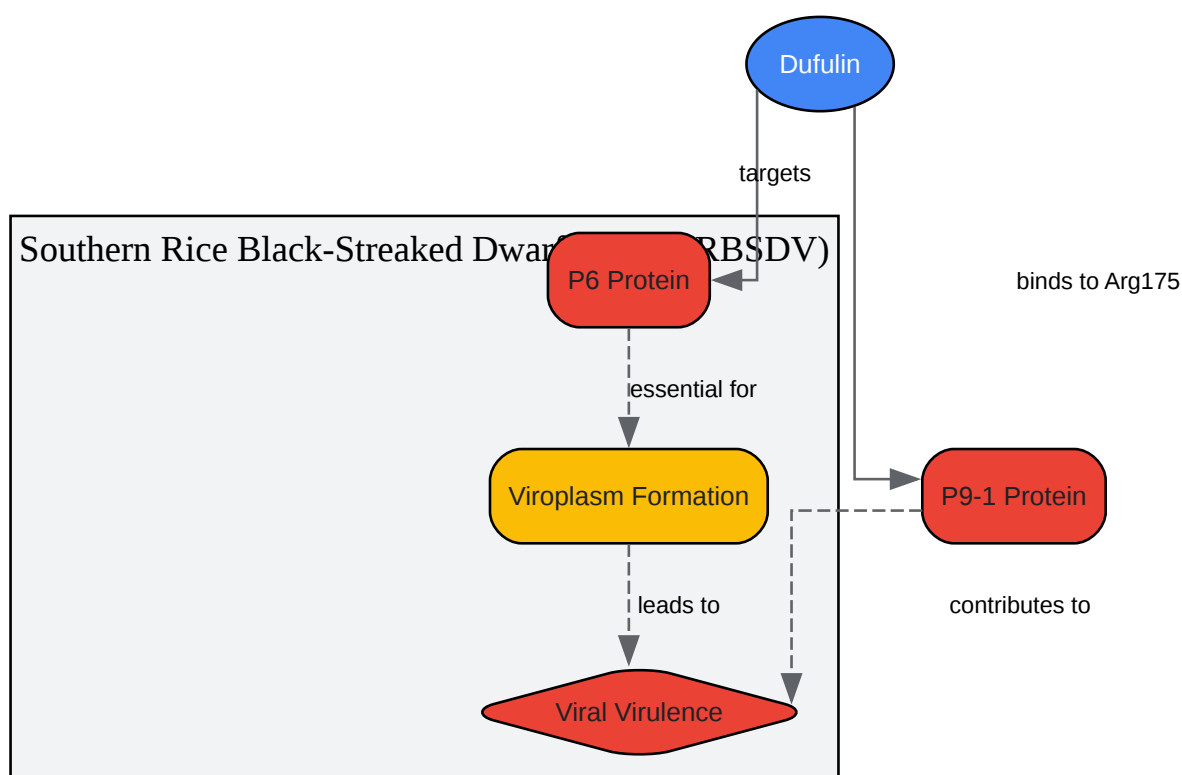 Dufulin
targets
Southern Rice Black-Streaked Dwarf RBSDV)
P6 Protein
binds to Arg175
essential for
Viroplasm Formation
P9-1 Protein
leads to
contributes to
Viral Virulence